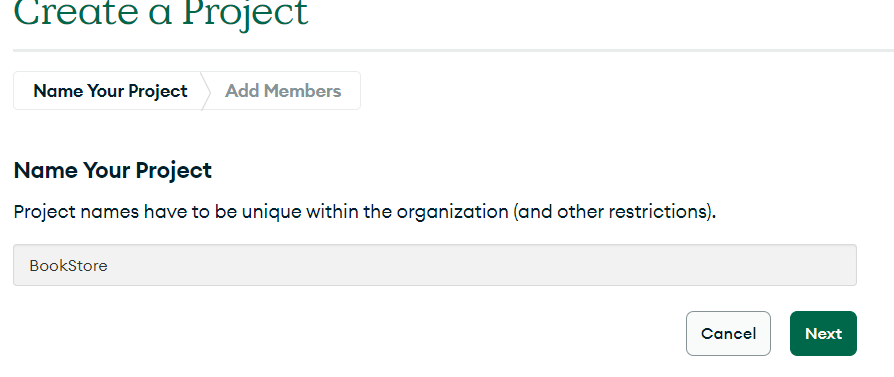 Create a Project
Name Your Project
Add Members
Name Your Project
Project names have to be unique within the organization (and other restrictions).
BookStore
Cancel
Next